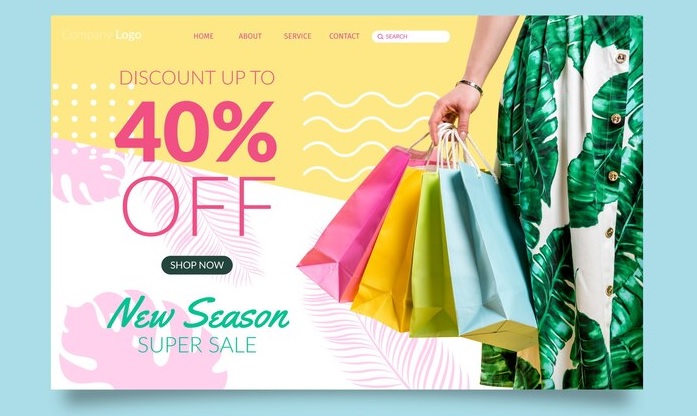 Company Logo
HOME ABOUT SERVICE CONTACT SEARCH
DISCOUNT UP TO
40%
OFF
SHOP NOW
New Season
SUPER SALE